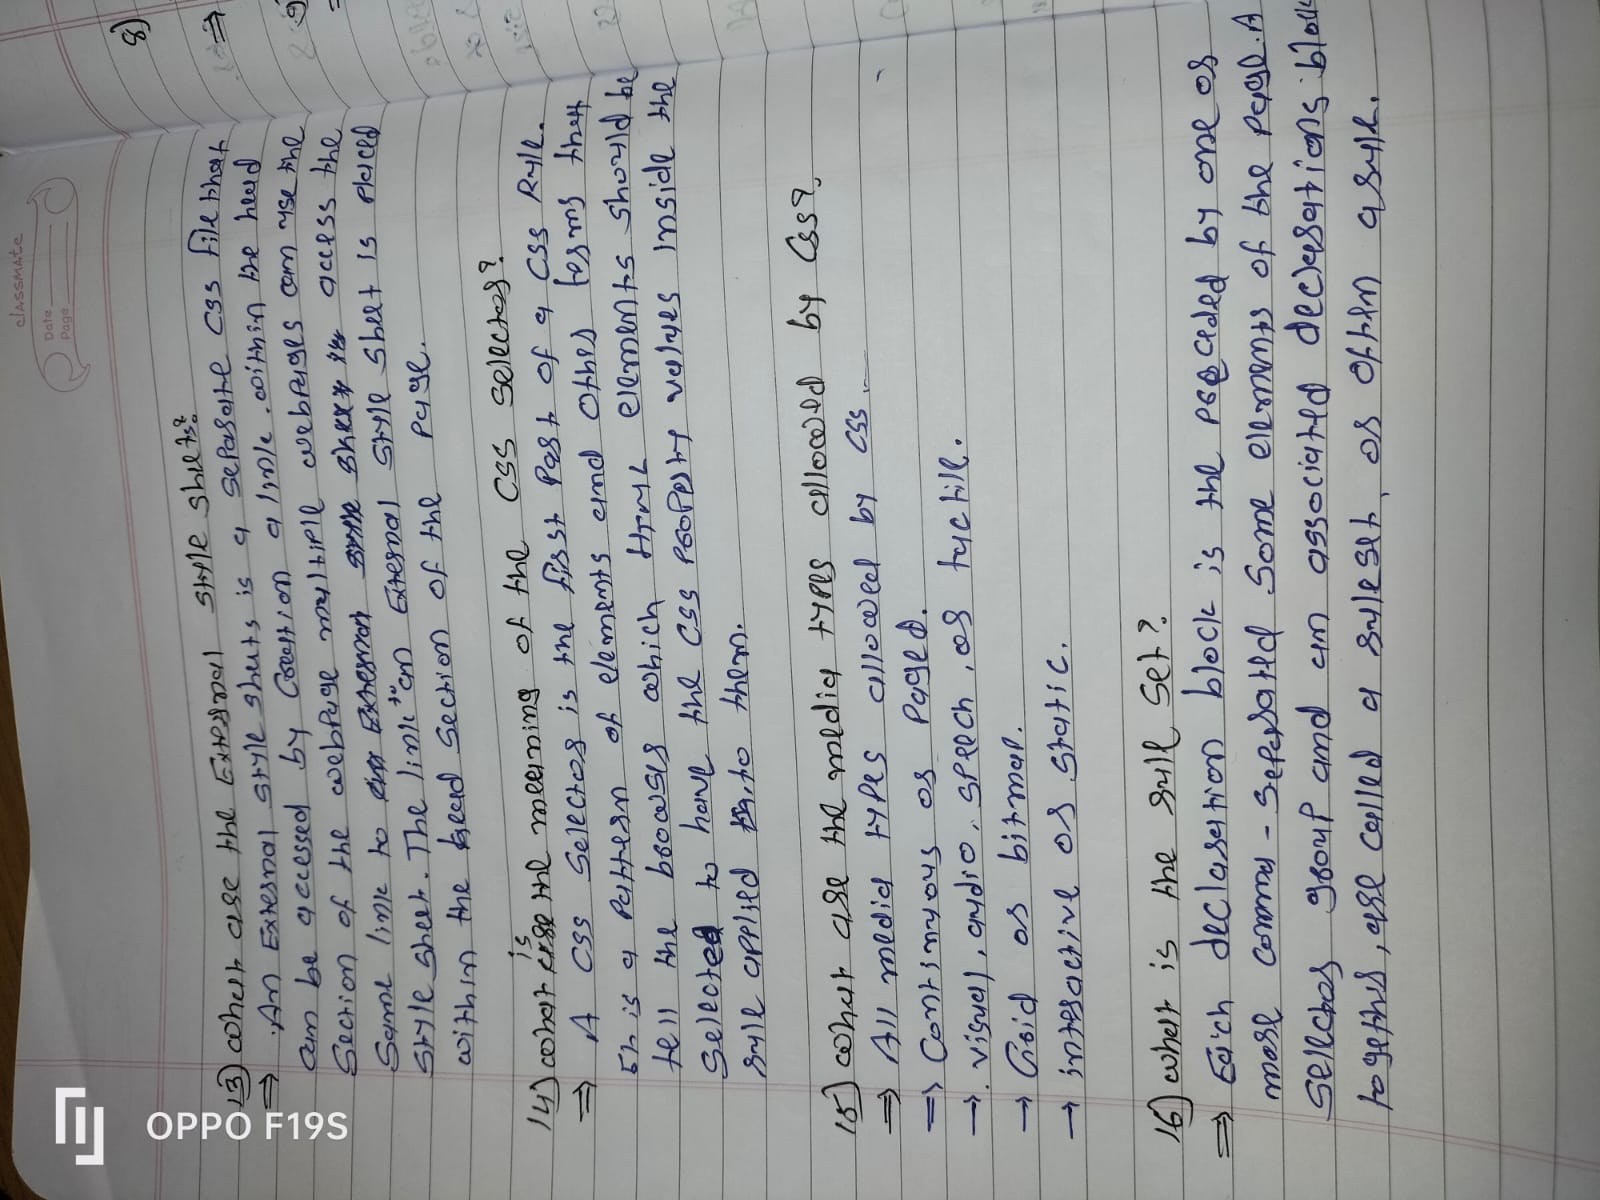 classmate
Date
Page
13) what are the External style sheets?
⇒ An External style sheets is a separate CSS file that
can be accessed by Creation a link within the head
Section of the webpage multiple webpages can use the
Same link to External access the
style sheet. The link" an External style sheet is placed
within the head section of the page.
14) what is the meening of the CSS selector?
⇒ A CSS Selector is the first Part of a CSS Rule.
is a Pattern of elements and other terms that
tell the browser which HTML elements should be
Selected to have the CSS Property values inside the
rule applied to them.
15) what are the media types allowed by CSS?
⇒ All media types allowed by CSS
⇒ Continuous or Paged.
→ visual, audio, speech, or tactile.
→ Grid or bitmap.
→ interactive or static.
16) what is the rule set?
⇒ Each declaration block is the preceded by one or
more comma-seperated some elements of the page. A
Selector group and an associated declarations block
together, are called a rule set, or often a rule.
8)
⇒
OPPO F19S